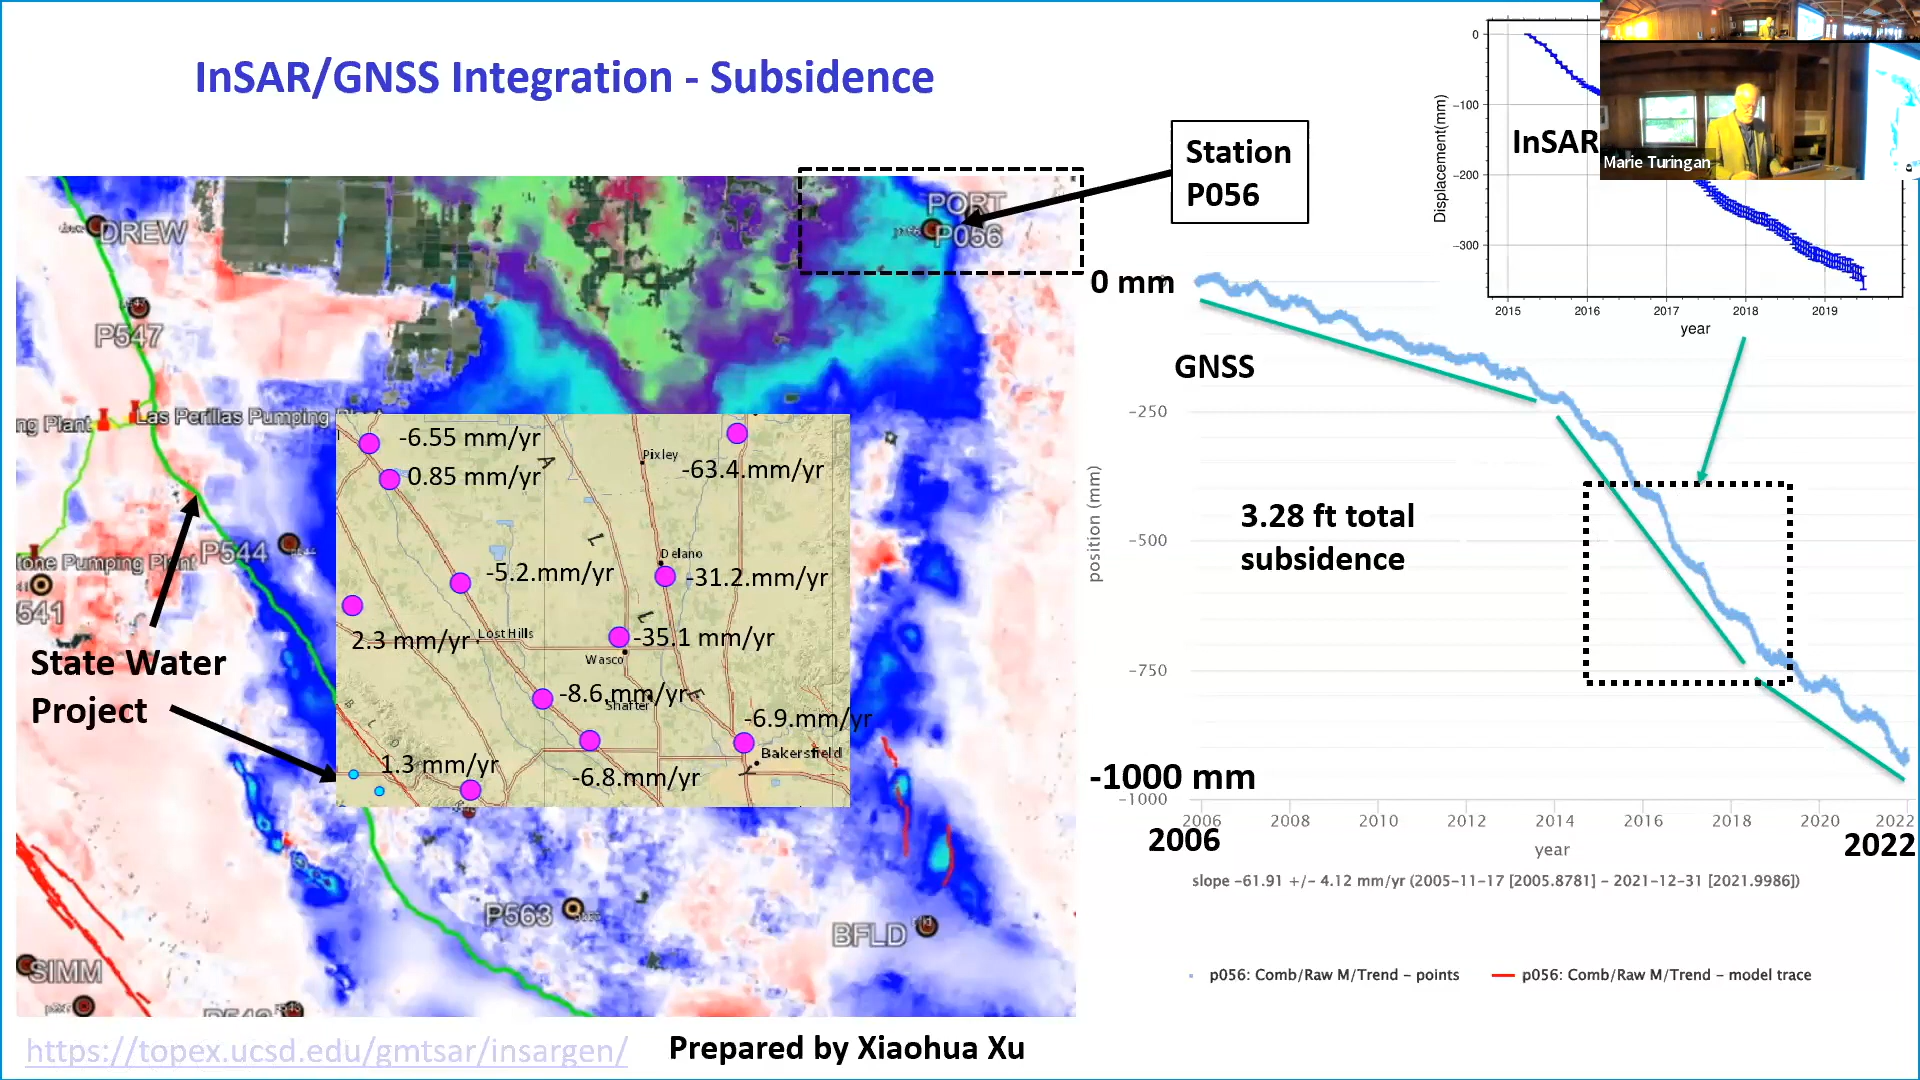 InSAR/GNSS Integration - Subsidence
Station
P056
DREW
PORT
P056
P547
Las Perillas Pumping
ng Plant
P544
Pumping Plant
541
State Water
Project
-6.55 mm/yr
0.85 mm/yr
Pixley
-63.4.mm/yr
A
L
L
E
Y
Delano
-5.2.mm/yr
-31.2.mm/yr
2.3 mm/yr
Lost Hills
-35.1 mm/yr
Wasco
-8.6.mm/yr
Shafter
-6.9.mm/yr
Bakersfield
1.3 mm/yr
-6.8.mm/yr
P563
BFLD
SIMM
https://topex.ucsd.edu/gmtsar/insargen/
Prepared by Xiaohua Xu
0
-100
-200
-300
Displacement(mm)
InSAR
Marie Turingan
2015
2016
2017
2018
2019
year
0 mm
GNSS
-250
-500
-750
-1000 mm
-1000
position (mm)
3.28 ft total
subsidence
2006
2008
2010
2012
2014
2016
2018
2020
2022
2006
year
2022
slope -61.91 +/- 4.12 mm/yr (2005-11-17 [2005.8781] - 2021-12-31 [2021.9986])
p056: Comb/Raw M/Trend - points
p056: Comb/Raw M/Trend - model trace